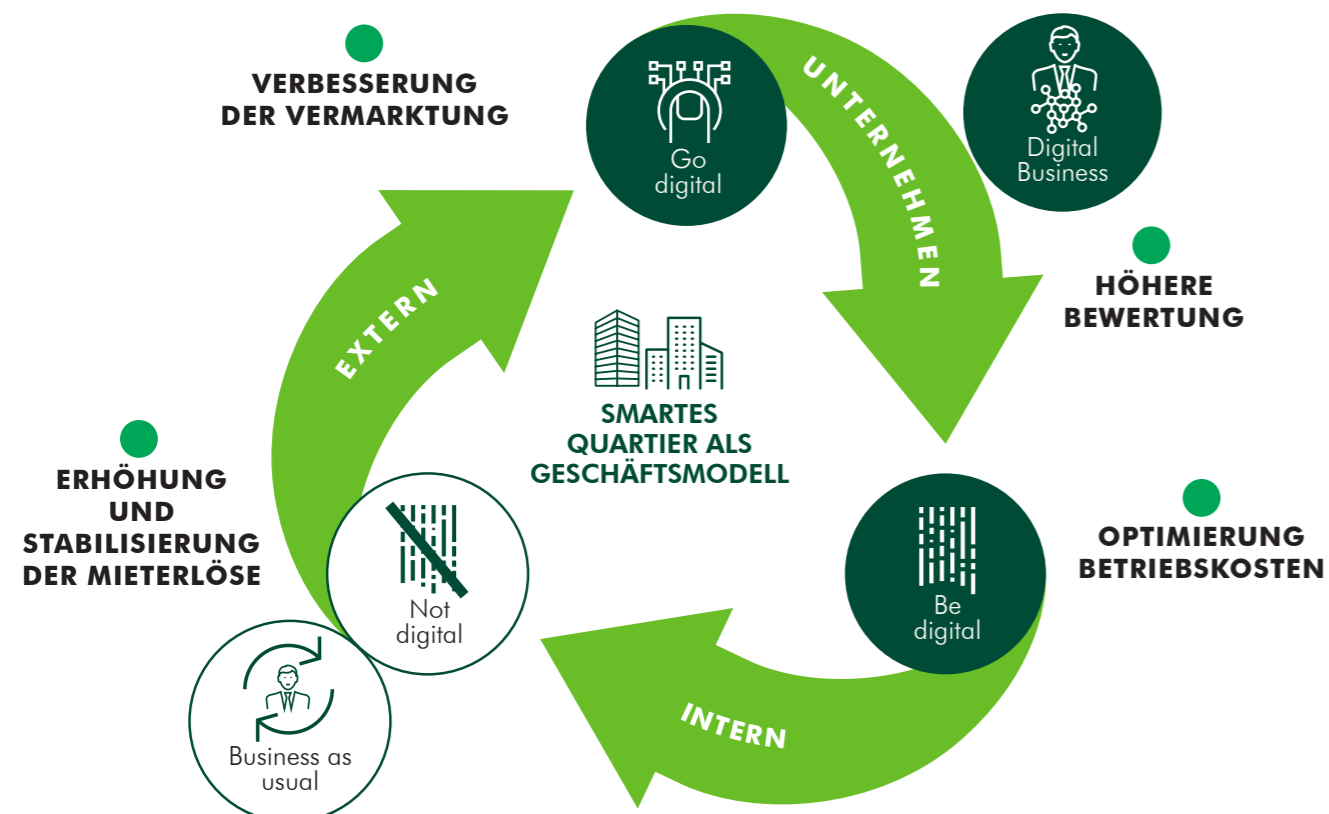 VERBESSERUNG
DER VERMARKTUNG
Go
digital
UNTERNEHMEN
Digital
Business
HÖHERE
BEWERTUNG
EXTERN
SMARTES
QUARTIER ALS
GESCHÄFTSMODELL
ERHÖHUNG
UND
STABILISIERUNG
DER MIETERLÖSE
Not
digital
Be
digital
OPTIMIERUNG
BETRIEBSKOSTEN
INTERN
Business as
usual